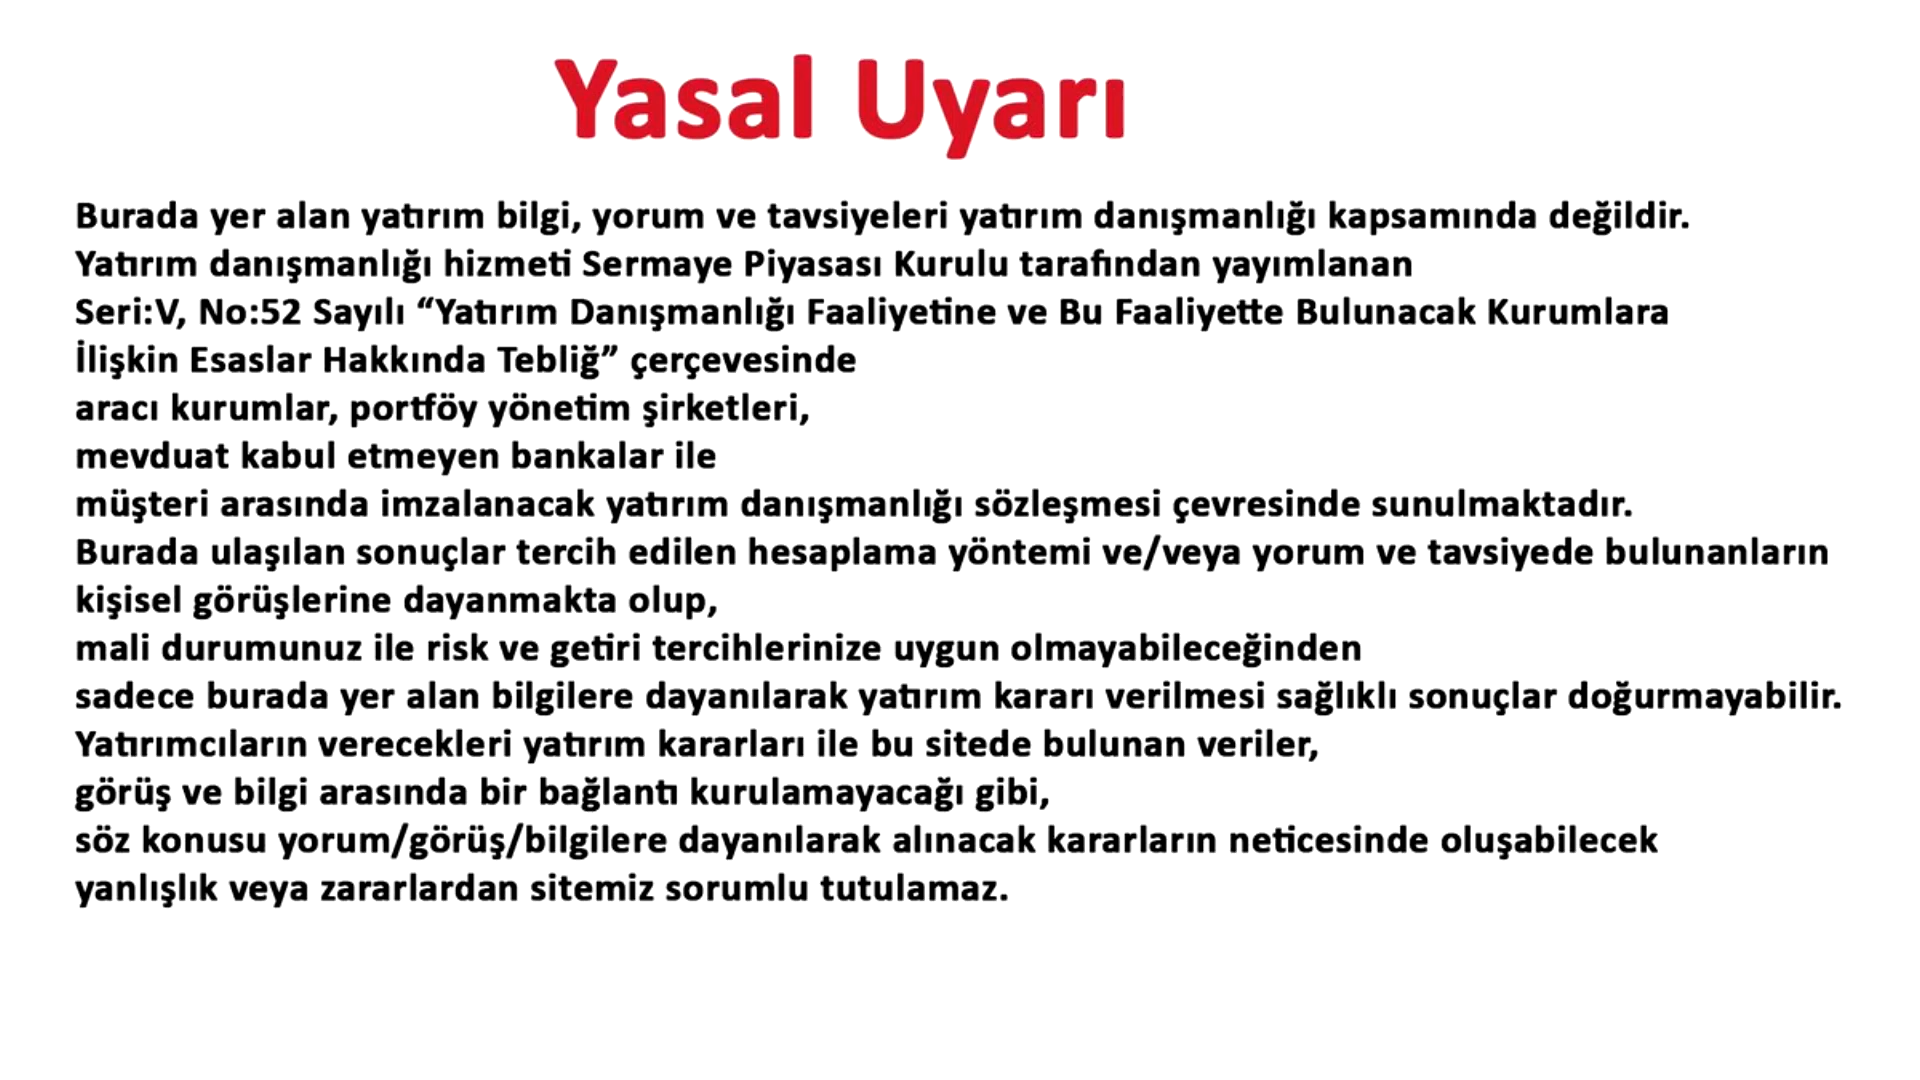 Yasal Uyarı
Burada yer alan yatırım bilgi, yorum ve tavsiyeleri yatırım danışmanlığı kapsamında değildir.
Yatırım danışmanlığı hizmeti Sermaye Piyasası Kurulu tarafından yayımlanan
Seri:V, No:52 Sayılı “Yatırım Danışmanlığı Faaliyetine ve Bu Faaliyette Bulunacak Kurumlara
İlişkin Esaslar Hakkında Tebliğ” çerçevesinde
aracı kurumlar, portföy yönetim şirketleri,
mevduat kabul etmeyen bankalar ile
müşteri arasında imzalanacak yatırım danışmanlığı sözleşmesi çevresinde sunulmaktadır.
Burada ulaşılan sonuçlar tercih edilen hesaplama yöntemi ve/veya yorum ve tavsiyede bulunanların
kişisel görüşlerine dayanmakta olup,
mali durumunuz ile risk ve getiri tercihlerinize uygun olmayabileceğinden
sadece burada yer alan bilgilere dayanılarak yatırım kararı verilmesi sağlıklı sonuçlar doğurmayabilir.
Yatırımcıların verecekleri yatırım kararları ile bu sitede bulunan veriler,
görüş ve bilgi arasında bir bağlantı kurulamayacağı gibi,
söz konusu yorum/görüş/bilgilere dayanılarak alınacak kararların neticesinde oluşabilecek
yanlışlık veya zararlardan sitemiz sorumlu tutulamaz.